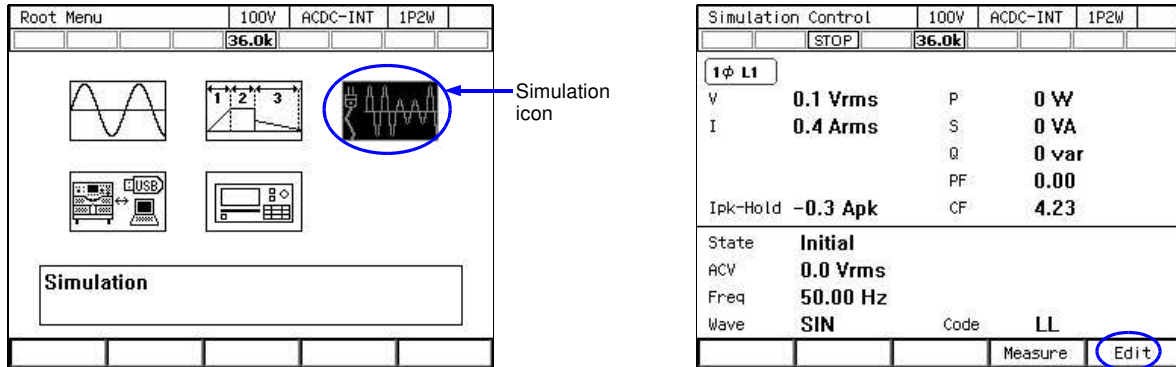 Root Menu 100V ACDC-INT 1P2W
36.0k
1 2 3
Simulation
icon
USB
Simulation
Simulation Control 100V ACDC-INT 1P2W
STOP 36.0k
1ϕ L1
V 0.1 Vrms P 0 W
I 0.4 Arms S 0 VA
Q 0 var
PF 0.00
Ipk-Hold -0.3 Apk CF 4.23
State Initial
ACV 0.0 Vrms
Freq 50.00 Hz
Wave SIN Code LL
Measure Edit